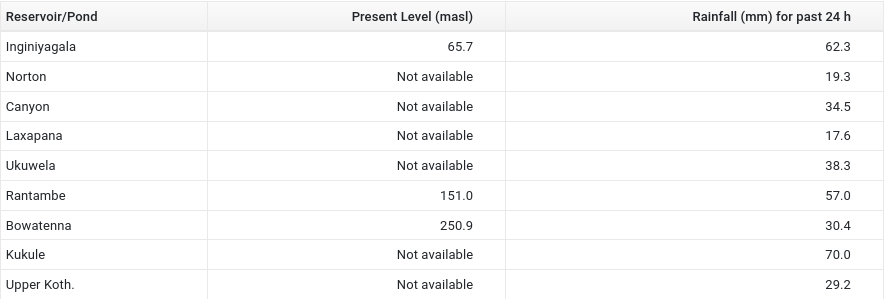 Reservoir/Pond Present Level (masl) Rainfall (mm) for past 24 h
Inginiyagala 65.7 62.3
Norton Not available 19.3
Canyon Not available 34.5
Laxapana Not available 17.6
Ukuwela Not available 38.3
Rantambe 151.0 57.0
Bowatenna 250.9 30.4
Kukule Not available 70.0
Upper Koth. Not available 29.2